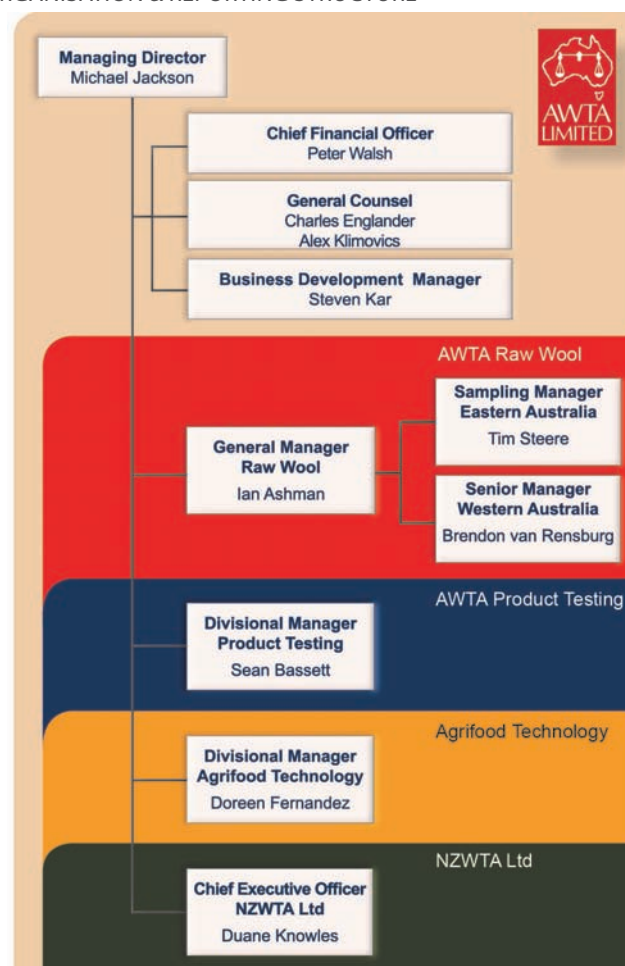 Managing Director
Michael Jackson
AWTA
LIMITED
Chief Financial Officer
Peter Walsh
General Counsel
Charles Englander
Alex Klimovics
Business Development Manager
Steven Kar
AWTA Raw Wool
Sampling Manager
Eastern Australia
Tim Steere
General Manager
Raw Wool
Ian Ashman
Senior Manager
Western Australia
Brendon van Rensburg
AWTA Product Testing
Divisional Manager
Product Testing
Sean Bassett
Agrifood Technology
Divisional Manager
Agrifood Technology
Doreen Fernandez
NZWTA Ltd
Chief Executive Officer
NZWTA Ltd
Duane Knowles